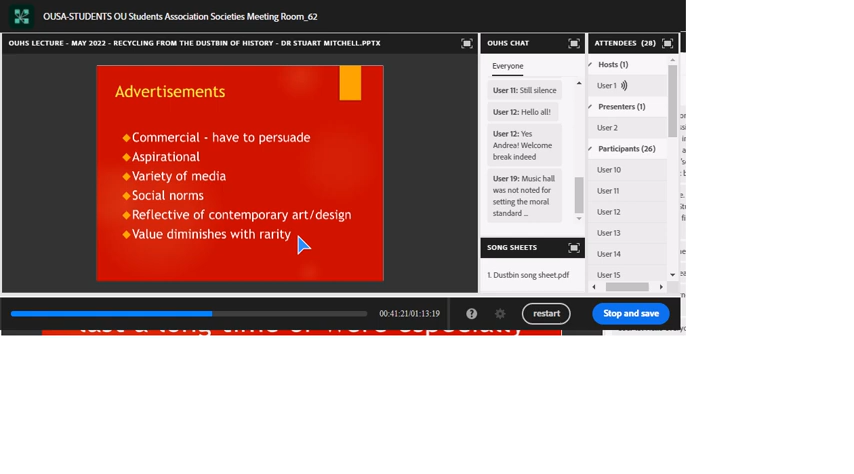 OUSA-STUDENTS OU Students Association Societies Meeting Room_62
OUHS LECTURE - MAY 2022 - RECYCLING FROM THE DUSTBIN OF HISTORY - DR STUART MITCHELL.PPTX
Advertisements
Commercial - have to persuade
Aspirational
Variety of media
Social norms
Reflective of contemporary art/design
Value diminishes with rarity
OUHS CHAT
Everyone
User 11: Still silence
User 12: Hello all!
User 12: Yes
Andrea! Welcome
break indeed
User 19: Music hall
was not noted for
setting the moral
standard ...
SONG SHEETS
1. Dustbin song sheet.pdf
ATTENDEES (28)
Hosts (1)
User 1
Presenters (1)
User 2
Participants (26)
User 10
User 11
User 12
User 13
User 14
User 15
00:41:21/01:13:19
restart
Stop and save